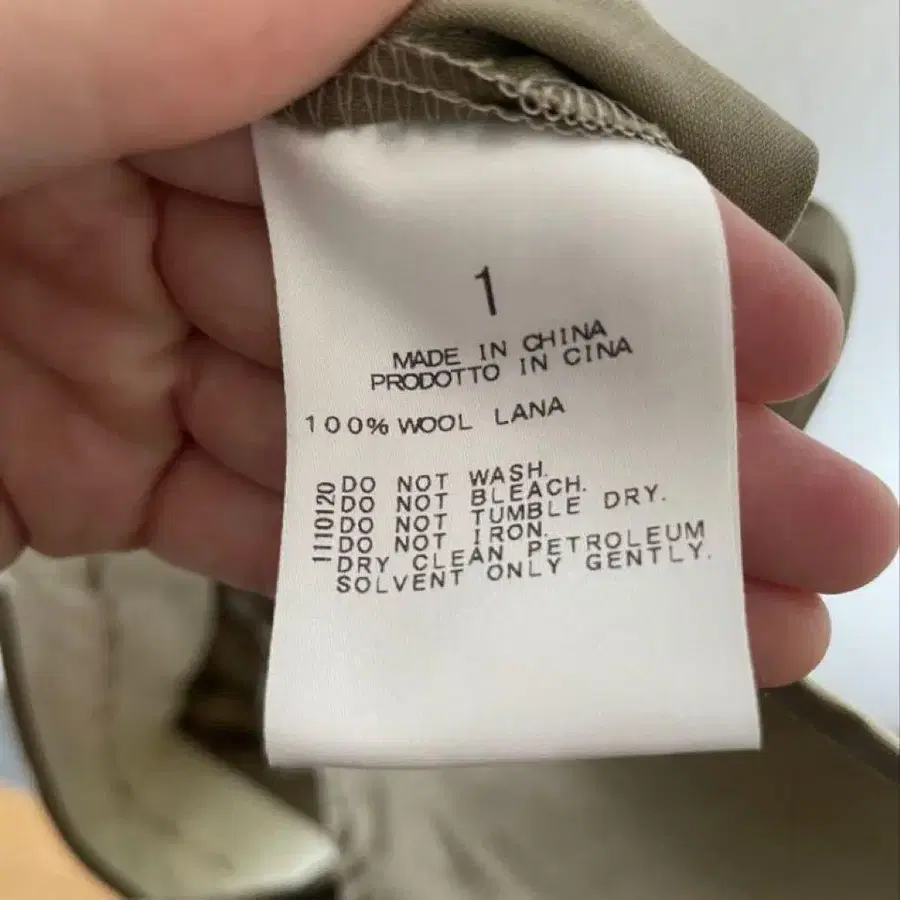 1
MADE IN CHINA
PRODOTTO IN CINA
100% WOOL LANA
1110120
DO NOT WASH.
DO NOT BLEACH.
DO NOT TUMBLE DRY.
DO NOT IRON.
DRY CLEAN PETROLEUM
SOLVENT ONLY GENTLY.